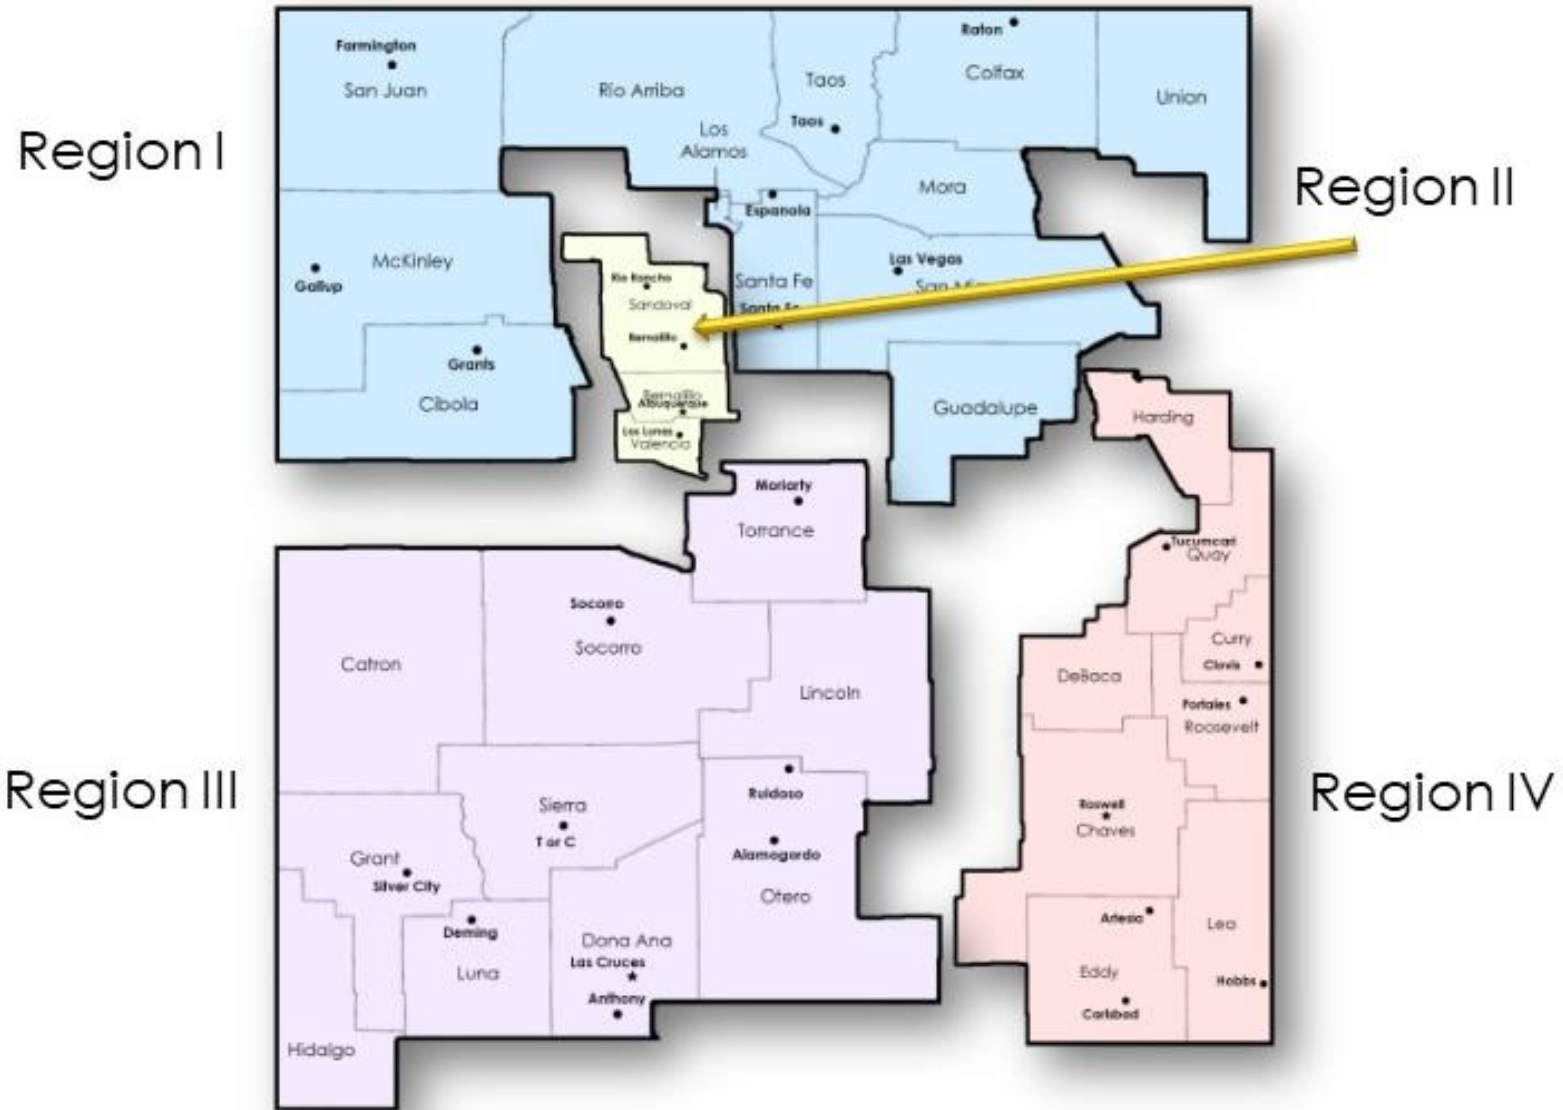 Region I
Farmington
San Juan
Rio Arriba
Taos
Taos
Raton
Colfax
Union
Los
Alamos
Mora
Espanola
McKinley
Gallup
Santa Fe
Las Vegas
Grants
Cibola
Guadalupe
Region II
Rio Rancho
Sandoval
Bernalillo
Bernalillo
Albuquerque
Los Lunas
Valencia
Region III
Moriarty
Torrance
Socorro
Socorro
Catron
Lincoln
Sierra
T or C
Ruidoso
Alamogordo
Otero
Grant
Silver City
Deming
Luna
Dona Ana
Las Cruces
Anthony
Hidalgo
Region IV
Harding
Tucumcari
Quay
Curry
Clovis
DeBaca
Portales
Roosevelt
Roswell
Chaves
Artesia
Lea
Eddy
Hobbs
Carlsbad